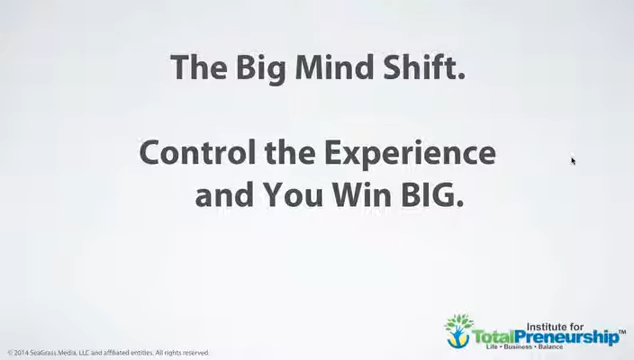 The Big Mind Shift.
Control the Experience
and You Win BIG.
Institute for
TotalPreneurship™
Life • Business • Balance
© 2014 SeaGrass Media, LLC and affiliated entities. All rights reserved.